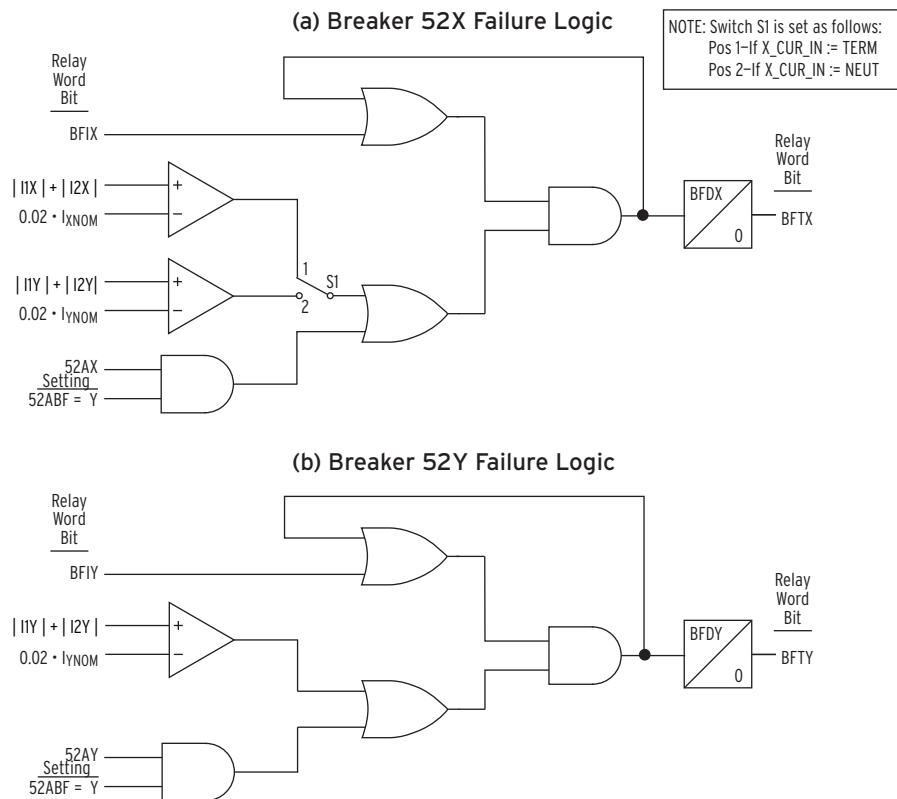 (a) Breaker 52X Failure Logic
NOTE: Switch S1 is set as follows:
Pos 1–If X_CUR_IN := TERM
Pos 2–If X_CUR_IN := NEUT
Relay
Word
Bit
BFIX
| I1X | + | I2X |
0.02 • IXNOM
| I1Y | + | I2Y |
0.02 • IYNOM
52AX
Setting
52ABF = Y
+
–
+
–
1
S1
2
BFDX
0
Relay
Word
Bit
BFTX
(b) Breaker 52Y Failure Logic
Relay
Word
Bit
BFIY
| I1Y | + | I2Y |
0.02 • IYNOM
52AY
Setting
52ABF = Y
+
–
BFDY
0
Relay
Word
Bit
BFTY